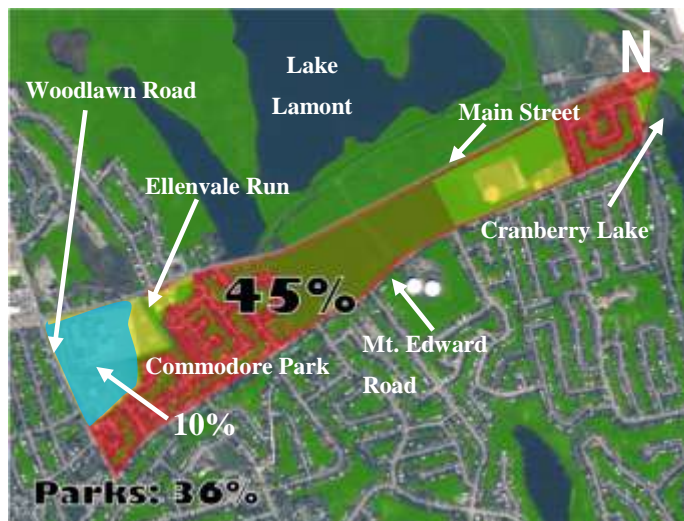 N
Lake
Lamont
Woodlawn Road
Main Street
Ellenvale Run
Cranberry Lake
45%
Mt. Edward
Road
Commodore Park
10%
Parks: 36%